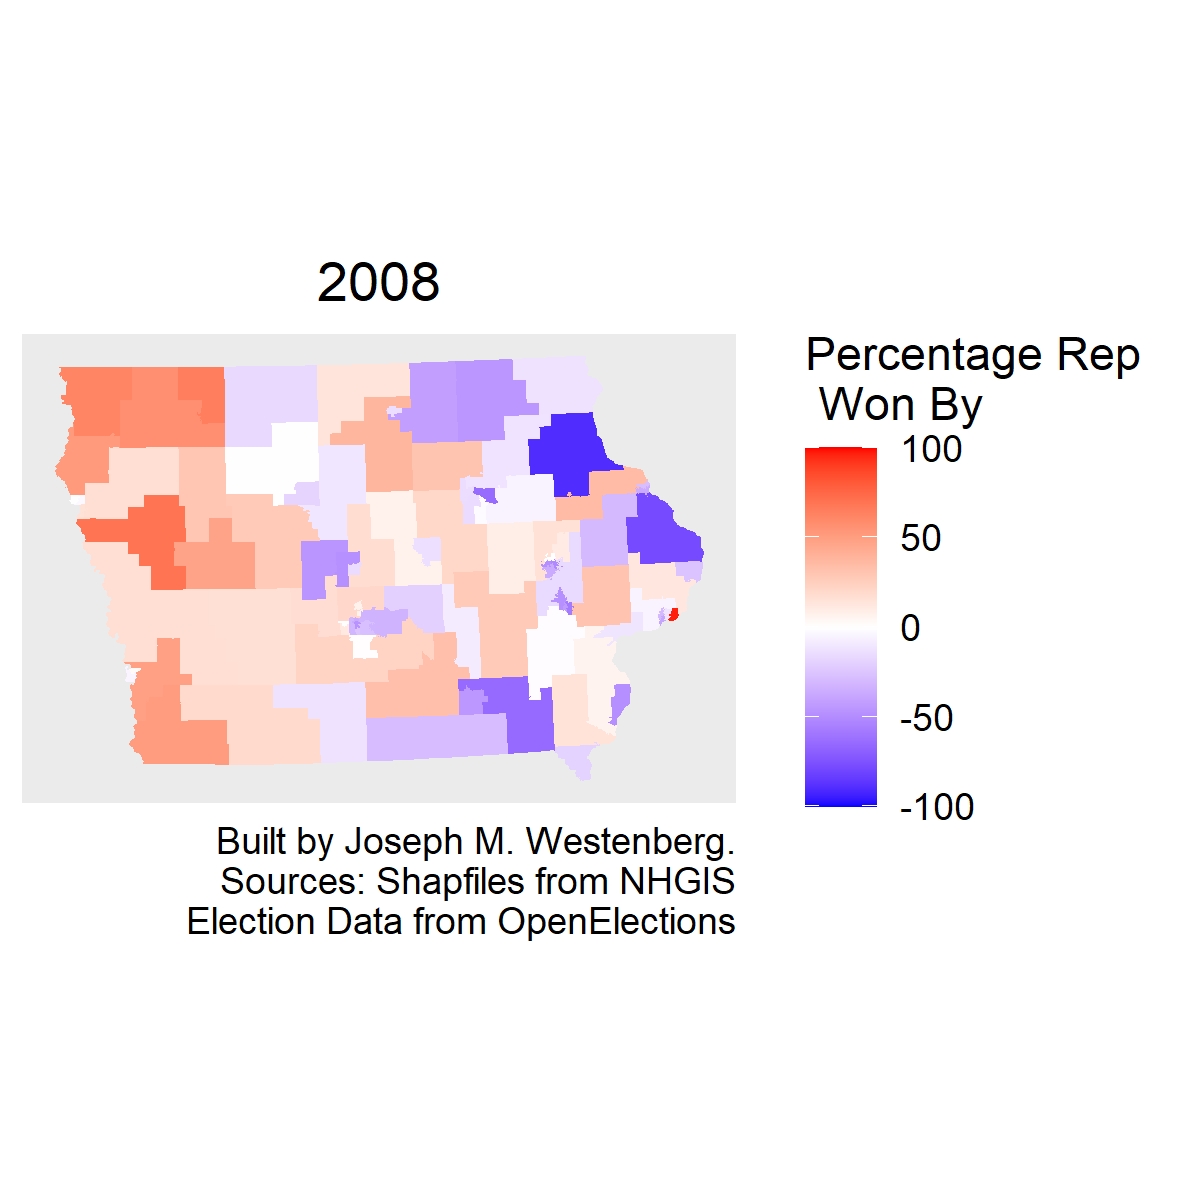 2008
Percentage Rep
Won By
100
50
0
-50
-100
Built by Joseph M. Westenberg.
Sources: Shapfiles from NHGIS
Election Data from OpenElections